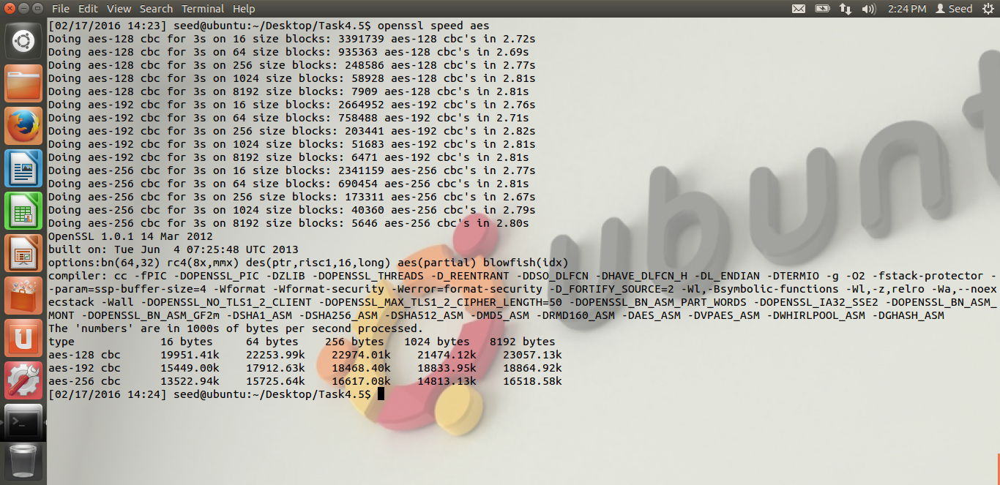 File Edit View Search Terminal Help 2:24 PM Seed
[02/17/2016 14:23] seed@ubuntu:~/Desktop/Task4.5$ openssl speed aes
Doing aes-128 cbc for 3s on 16 size blocks: 3391739 aes-128 cbc's in 2.72s
Doing aes-128 cbc for 3s on 64 size blocks: 935363 aes-128 cbc's in 2.69s
Doing aes-128 cbc for 3s on 256 size blocks: 248586 aes-128 cbc's in 2.77s
Doing aes-128 cbc for 3s on 1024 size blocks: 58928 aes-128 cbc's in 2.81s
Doing aes-128 cbc for 3s on 8192 size blocks: 7909 aes-128 cbc's in 2.81s
Doing aes-192 cbc for 3s on 16 size blocks: 2664952 aes-192 cbc's in 2.76s
Doing aes-192 cbc for 3s on 64 size blocks: 758488 aes-192 cbc's in 2.71s
Doing aes-192 cbc for 3s on 256 size blocks: 203441 aes-192 cbc's in 2.82s
Doing aes-192 cbc for 3s on 1024 size blocks: 51683 aes-192 cbc's in 2.81s
Doing aes-192 cbc for 3s on 8192 size blocks: 6471 aes-192 cbc's in 2.81s
Doing aes-256 cbc for 3s on 16 size blocks: 2341159 aes-256 cbc's in 2.77s
Doing aes-256 cbc for 3s on 64 size blocks: 690454 aes-256 cbc's in 2.81s
Doing aes-256 cbc for 3s on 256 size blocks: 173311 aes-256 cbc's in 2.67s
Doing aes-256 cbc for 3s on 1024 size blocks: 40360 aes-256 cbc's in 2.79s
Doing aes-256 cbc for 3s on 8192 size blocks: 5646 aes-256 cbc's in 2.80s
OpenSSL 1.0.1 14 Mar 2012
built on: Tue Jun  4 07:25:48 UTC 2013
options:bn(64,32) rc4(8x,mmx) des(ptr,risc1,16,long) aes(partial) blowfish(idx)
compiler: cc -fPIC -DOPENSSL_PIC -DZLIB -DOPENSSL_THREADS -D_REENTRANT -DDSO_DLFCN -DHAVE_DLFCN_H -DL_ENDIAN -DTERMIO -g -O2 -fstack-protector -
-param=ssp-buffer-size=4 -Wformat -Wformat-security -Werror=format-security -D_FORTIFY_SOURCE=2 -Wl,-Bsymbolic-functions -Wl,-z,relro -Wa,--noex
ecstack -Wall -DOPENSSL_NO_TLS1_2_CLIENT -DOPENSSL_MAX_TLS1_2_CIPHER_LENGTH=50 -DOPENSSL_BN_ASM_PART_WORDS -DOPENSSL_IA32_SSE2 -DOPENSSL_BN_ASM_
MONT -DOPENSSL_BN_ASM_GF2m -DSHA1_ASM -DSHA256_ASM -DSHA512_ASM -DMD5_ASM -DRMD160_ASM -DAES_ASM -DVPAES_ASM -DWHIRLPOOL_ASM -DGHASH_ASM
The 'numbers' are in 1000s of bytes per second processed.
type             16 bytes     64 bytes    256 bytes   1024 bytes   8192 bytes
aes-128 cbc      19951.41k    22253.99k    22974.01k    21474.12k    23057.13k
aes-192 cbc      15449.00k    17912.63k    18468.40k    18833.95k    18864.92k
aes-256 cbc      13522.94k    15725.64k    16617.08k    14813.13k    16518.58k
[02/17/2016 14:24] seed@ubuntu:~/Desktop/Task4.5$
ubunt